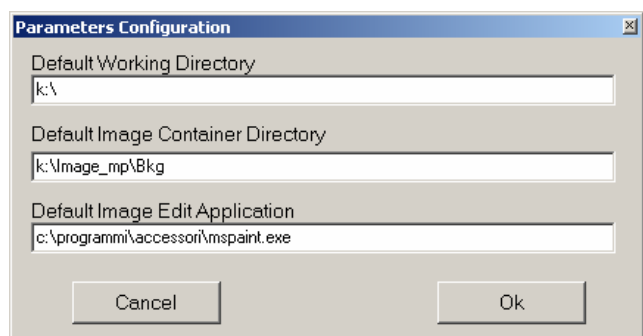 Parameters Configuration
Default Working Directory
k:\
Default Image Container Directory
k:\Image_mp\Bkg
Default Image Edit Application
c:\programmi\accessori\mspaint.exe
Cancel Ok